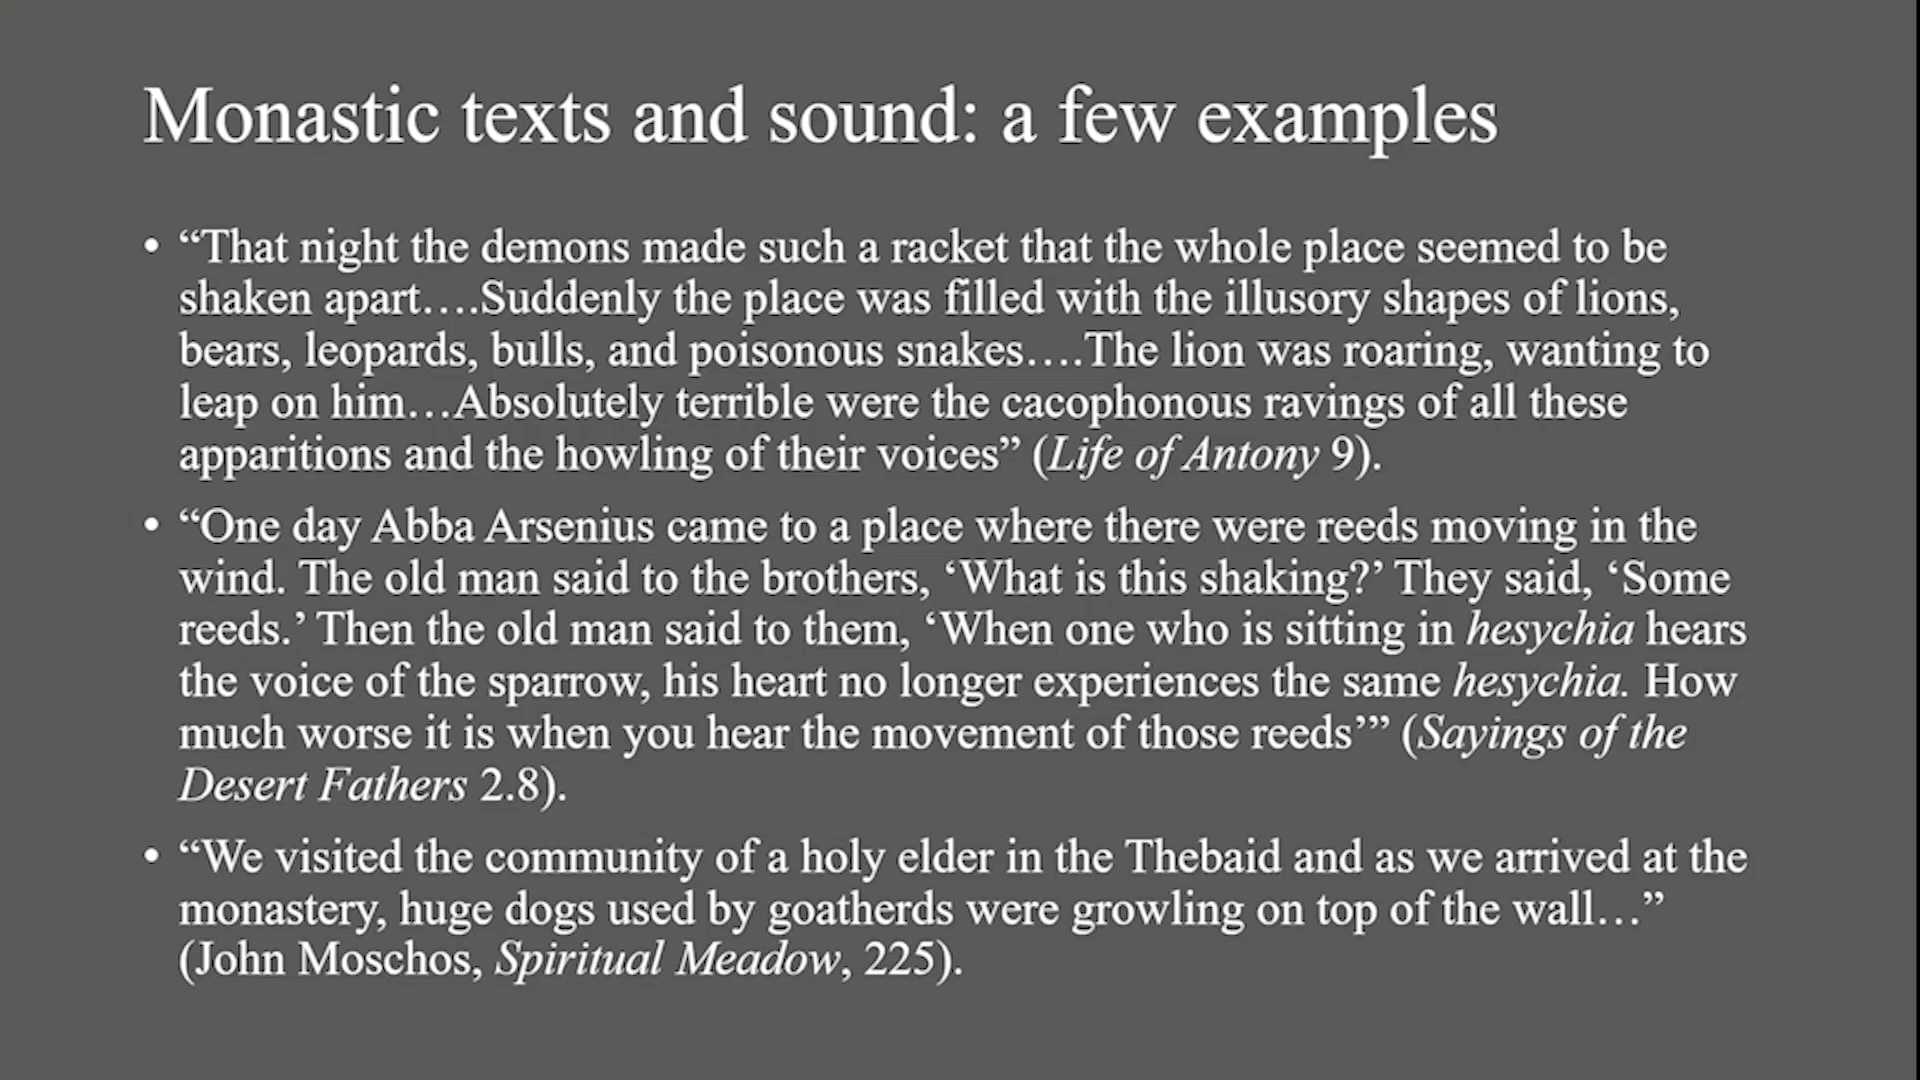 Monastic texts and sound: a few examples
• “That night the demons made such a racket that the whole place seemed to be
shaken apart….Suddenly the place was filled with the illusory shapes of lions,
bears, leopards, bulls, and poisonous snakes….The lion was roaring, wanting to
leap on him…Absolutely terrible were the cacophonous ravings of all these
apparitions and the howling of their voices” (Life of Antony 9).
• “One day Abba Arsenius came to a place where there were reeds moving in the
wind. The old man said to the brothers, ‘What is this shaking?’ They said, ‘Some
reeds.’ Then the old man said to them, ‘When one who is sitting in hesychia hears
the voice of the sparrow, his heart no longer experiences the same hesychia. How
much worse it is when you hear the movement of those reeds’” (Sayings of the
Desert Fathers 2.8).
• “We visited the community of a holy elder in the Thebaid and as we arrived at the
monastery, huge dogs used by goatherds were growling on top of the wall…”
(John Moschos, Spiritual Meadow, 225).